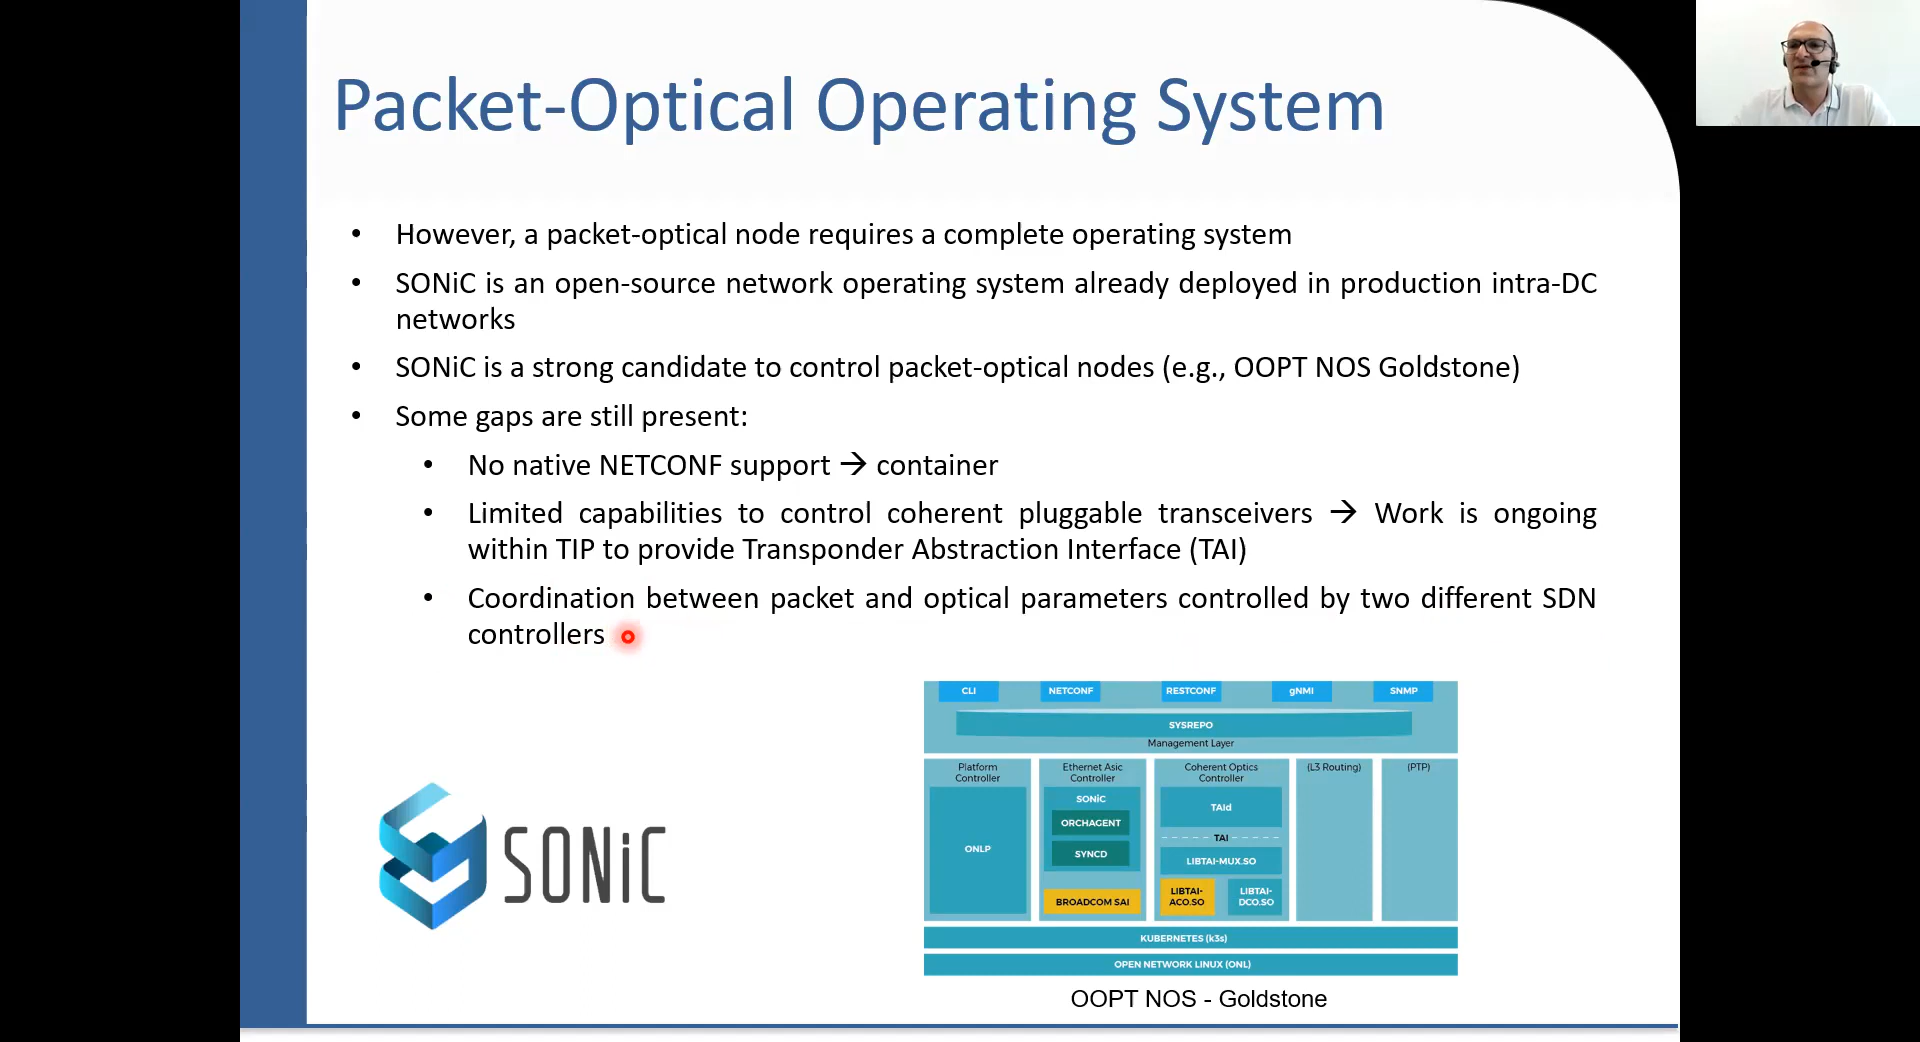 Packet-Optical Operating System
• However, a packet-optical node requires a complete operating system
• SONiC is an open-source network operating system already deployed in production intra-DC
networks
• SONiC is a strong candidate to control packet-optical nodes (e.g., OOPT NOS Goldstone)
• Some gaps are still present:
• No native NETCONF support → container
• Limited capabilities to control coherent pluggable transceivers → Work is ongoing
within TIP to provide Transponder Abstraction Interface (TAI)
• Coordination between packet and optical parameters controlled by two different SDN
controllers
SONiC
CLI NETCONF RESTCONF gNMI SNMP
SYSREPO
Management Layer
Platform
Controller
ONLP
Ethernet Asic
Controller
SONiC
ORCHAGENT
SYNCD
BROADCOM SAI
Coherent Optics
Controller
TAId
TAI
LIBTAI-MUX.SO
LIBTAI-
ACO.SO
LIBTAI-
DCO.SO
(L3 Routing)
(PTP)
KUBERNETES (k3s)
OPEN NETWORK LINUX (ONL)
OOPT NOS - Goldstone